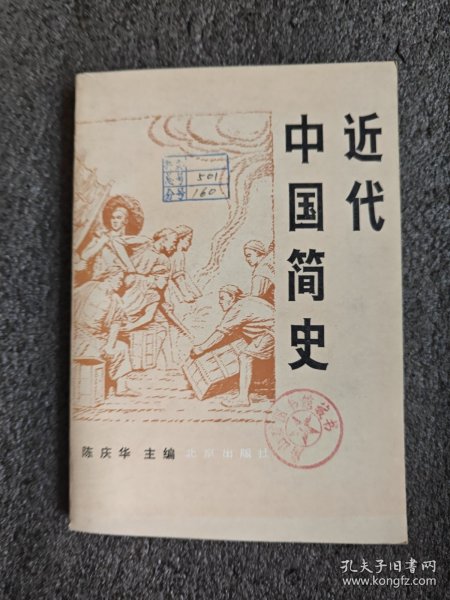 近代
中国简史
501
160
陈庆华 主编 北京出版社
孔夫子旧书网
www.kongfz.com